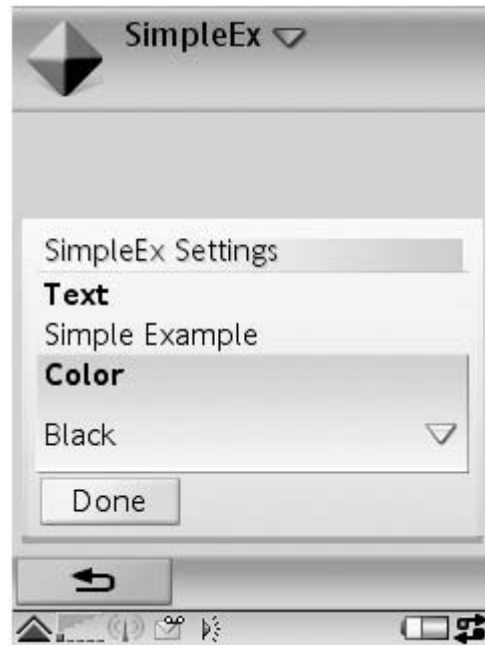 SimpleEx
SimpleEx Settings
Text
Simple Example
Color
Black
Done